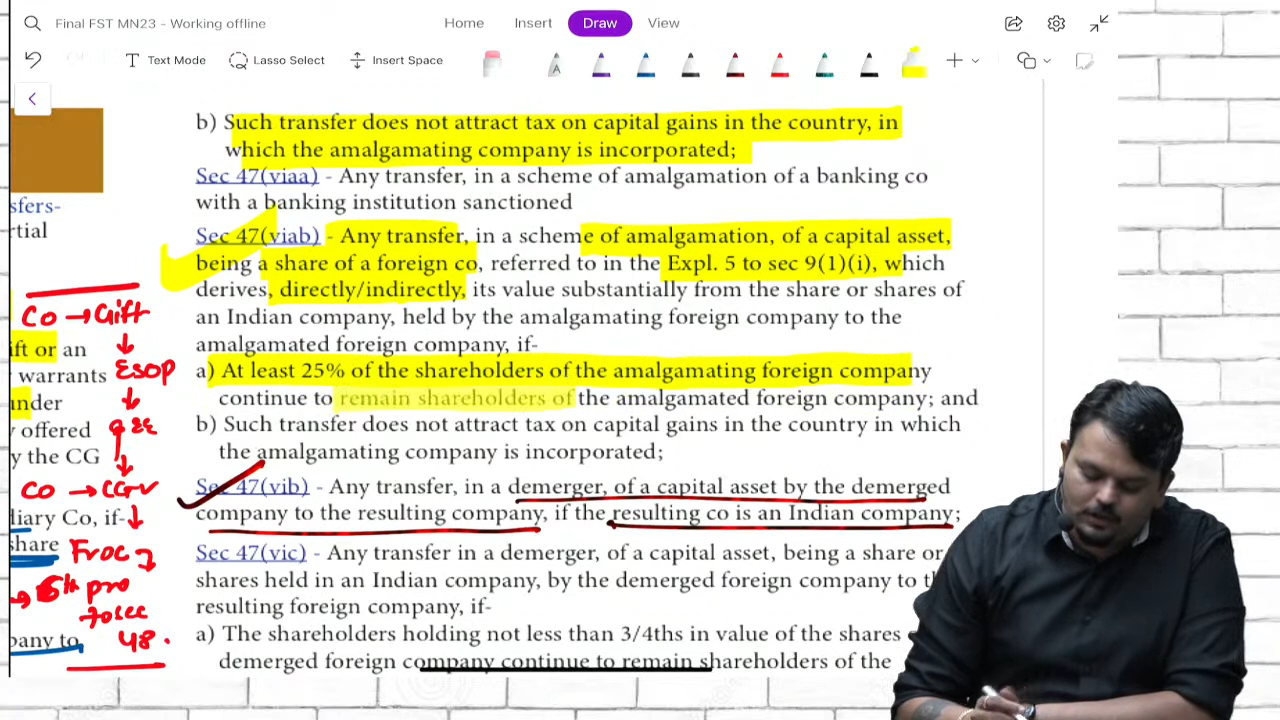 Final FST MN23 - Working offline
Home Insert Draw View
Text Mode Lasso Select Insert Space
b) Such transfer does not attract tax on capital gains in the country, in
which the amalgamating company is incorporated;
Sec 47(viaa) - Any transfer, in a scheme of amalgamation of a banking co
with a banking institution sanctioned
Sec 47(viab) - Any transfer, in a scheme of amalgamation, of a capital asset,
being a share of a foreign co, referred to in the Expl. 5 to sec 9(1)(i), which
derives, directly/indirectly, its value substantially from the share or shares of
an Indian company, held by the amalgamating foreign company to the
amalgamated foreign company, if-
a) At least 25% of the shareholders of the amalgamating foreign company
continue to remain shareholders of the amalgamated foreign company; and
b) Such transfer does not attract tax on capital gains in the country in which
the amalgamating company is incorporated;
Sec 47(vib) - Any transfer, in a demerger, of a capital asset by the demerged
company to the resulting company, if the resulting co is an Indian company;
Sec 47(vic) - Any transfer in a demerger, of a capital asset, being a share or
shares held in an Indian company, by the demerged foreign company to t
resulting foreign company, if-
a) The shareholders holding not less than 3/4ths in value of the shares
demerged foreign company continue to remain shareholders of the
sfers-
rtial
Co → Gift
ift or an
warrants
ESOP
under
offered
y the CG
Co → CGr
liary Co, if-
share
pro
48.
pany to